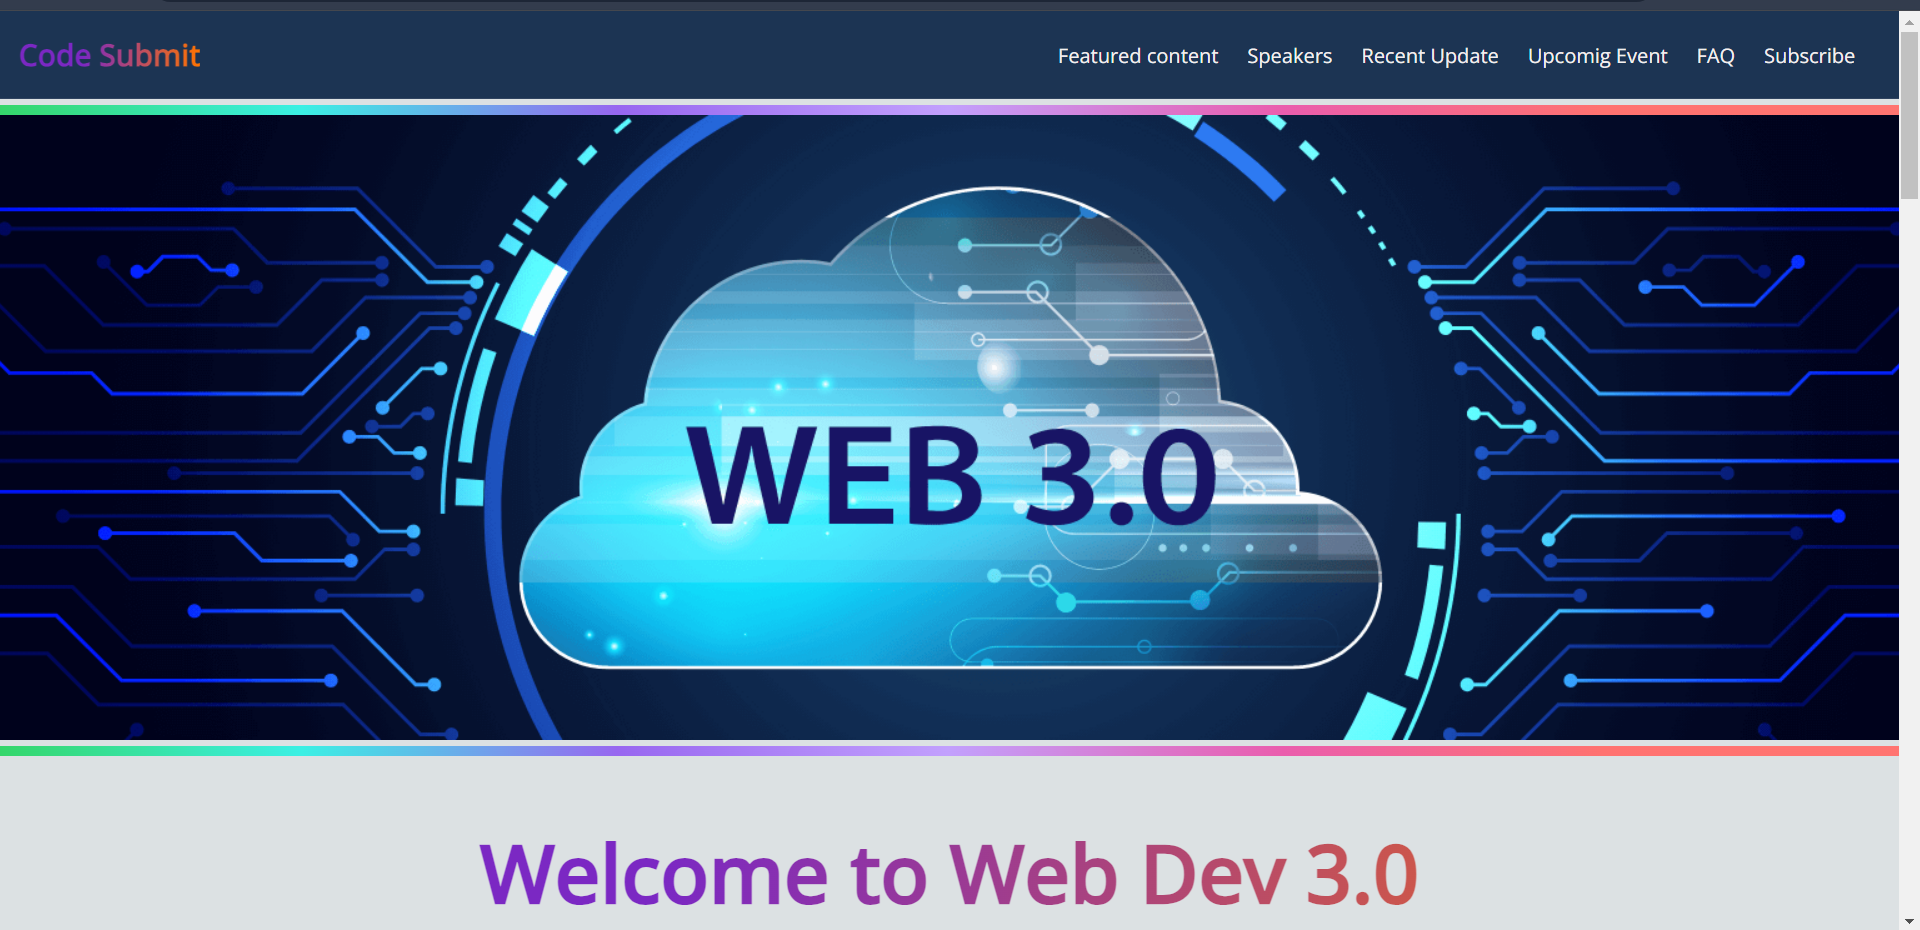 Code Submit
Featured content Speakers Recent Update Upcomig Event FAQ Subscribe
WEB 3.0
Welcome to Web Dev 3.0